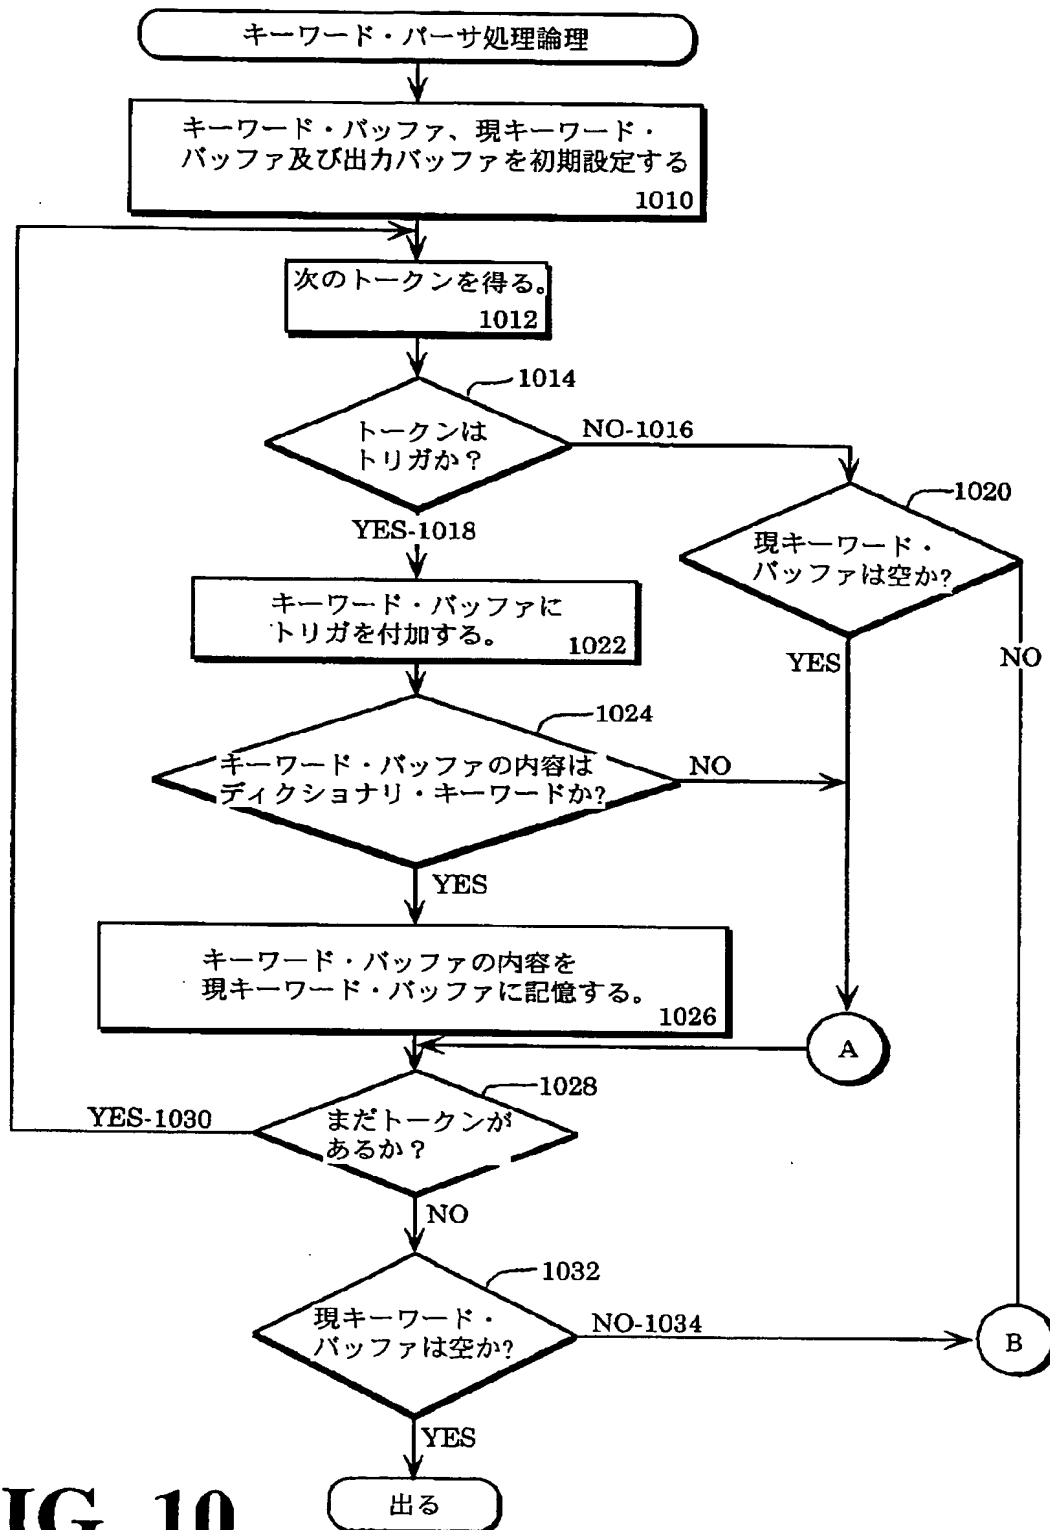 キーワード・パーサ処理論理
キーワード・バッファ、現キーワード・
バッファ及び出力バッファを初期設定する
1010
次のトークンを得る。
1012
1014
トークンは
トリガか？
NO-1016
YES-1018
1020
現キーワード・
バッファは空か?
YES
NO
キーワード・バッファに
トリガを付加する。
1022
1024
キーワード・バッファの内容は
ディクショナリ・キーワードか?
NO
YES
キーワード・バッファの内容を
現キーワード・バッファに記憶する。
1026
A
1028
まだトークンが
あるか？
YES-1030
NO
1032
現キーワード・
バッファは空か?
NO-1034
B
YES
出る
IG. 10